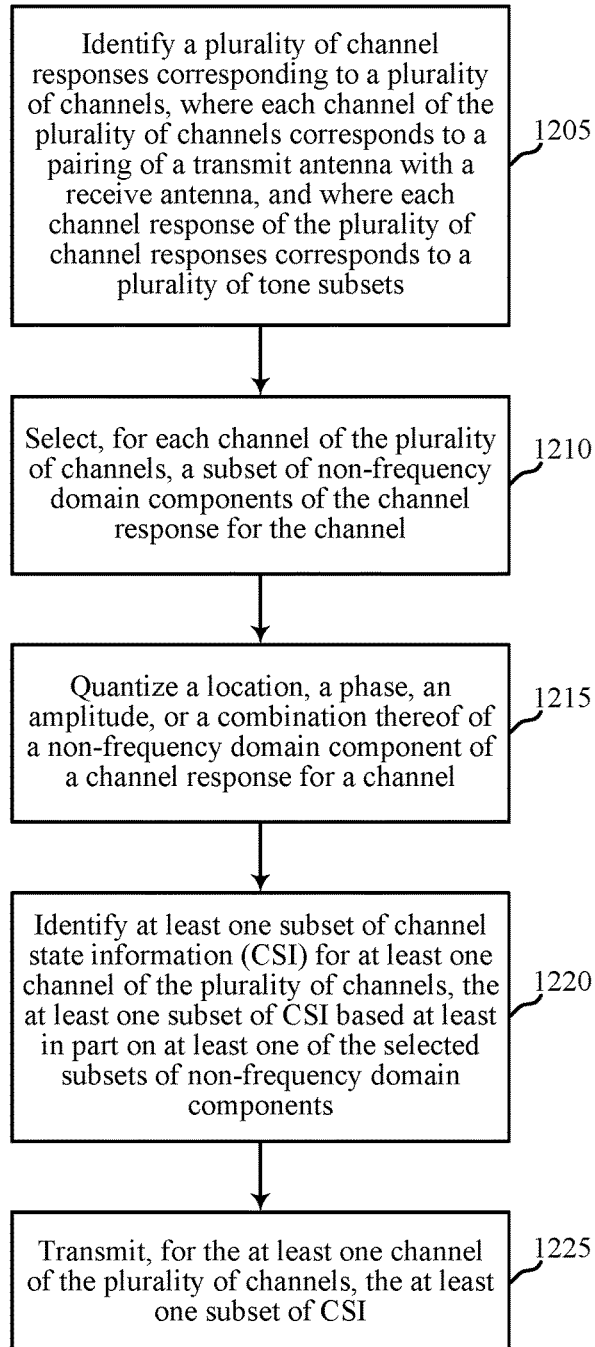 Identify a plurality of channel
responses corresponding to a plurality
of channels, where each channel of the
plurality of channels corresponds to a
pairing of a transmit antenna with a
receive antenna, and where each
channel response of the plurality of
channel responses corresponds to a
plurality of tone subsets
1205
Select, for each channel of the plurality
of channels, a subset of non-frequency
domain components of the channel
response for the channel
1210
Quantize a location, a phase, an
amplitude, or a combination thereof of
a non-frequency domain component of
a channel response for a channel
1215
Identify at least one subset of channel
state information (CSI) for at least one
channel of the plurality of channels, the
at least one subset of CSI based at least
in part on at least one of the selected
subsets of non-frequency domain
components
1220
Transmit, for the at least one channel
of the plurality of channels, the at least
one subset of CSI
1225